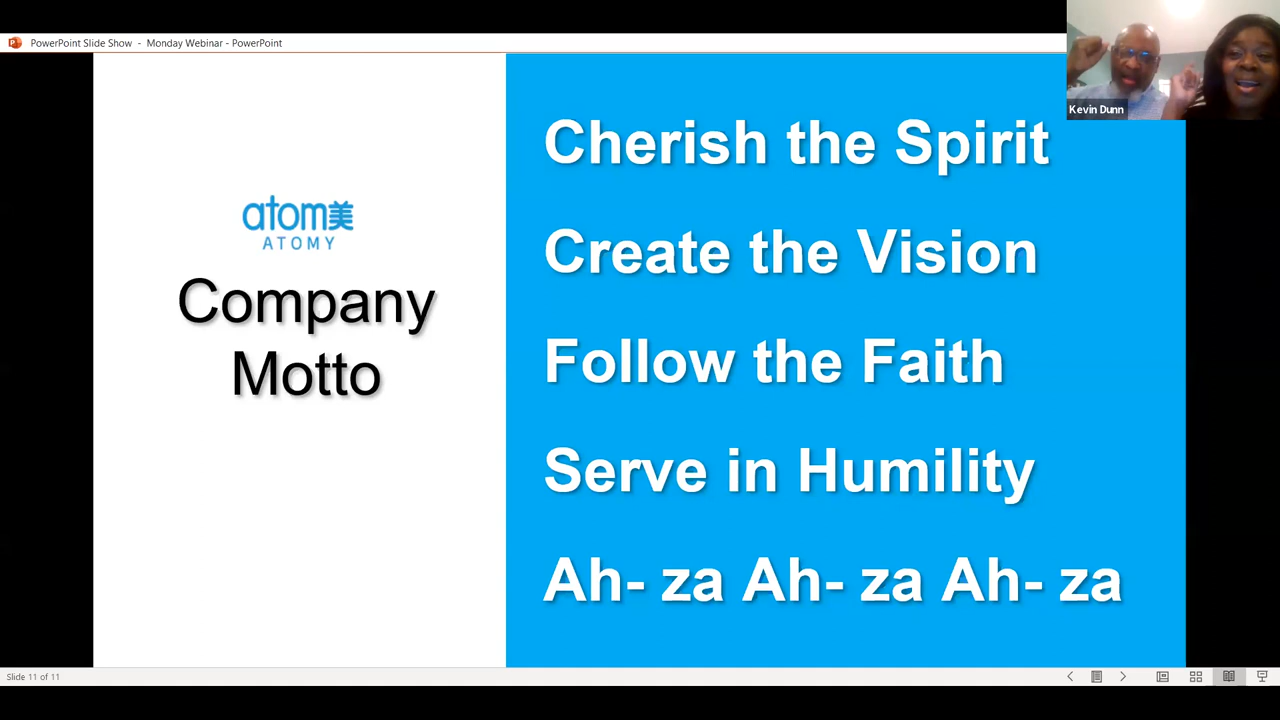 PowerPoint Slide Show - Monday Webinar - PowerPoint
Kevin Dunn
atom美
ATOMY
Company
Motto
Cherish the Spirit
Create the Vision
Follow the Faith
Serve in Humility
Ah- za Ah- za Ah- za
Slide 11 of 11